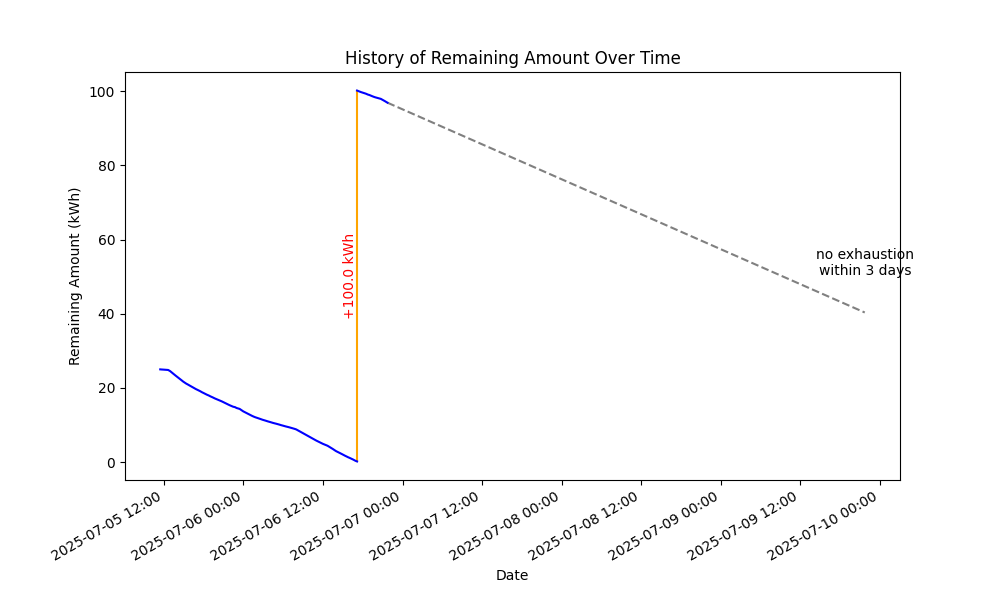 History of Remaining Amount Over Time
Remaining Amount (kWh)
100
80
60
40
20
0
+100.0 kWh
no exhaustion
within 3 days
2025-07-05 12:00
2025-07-06 00:00
2025-07-06 12:00
2025-07-07 00:00
2025-07-07 12:00
2025-07-08 00:00
2025-07-08 12:00
2025-07-09 00:00
2025-07-09 12:00
2025-07-10 00:00
Date